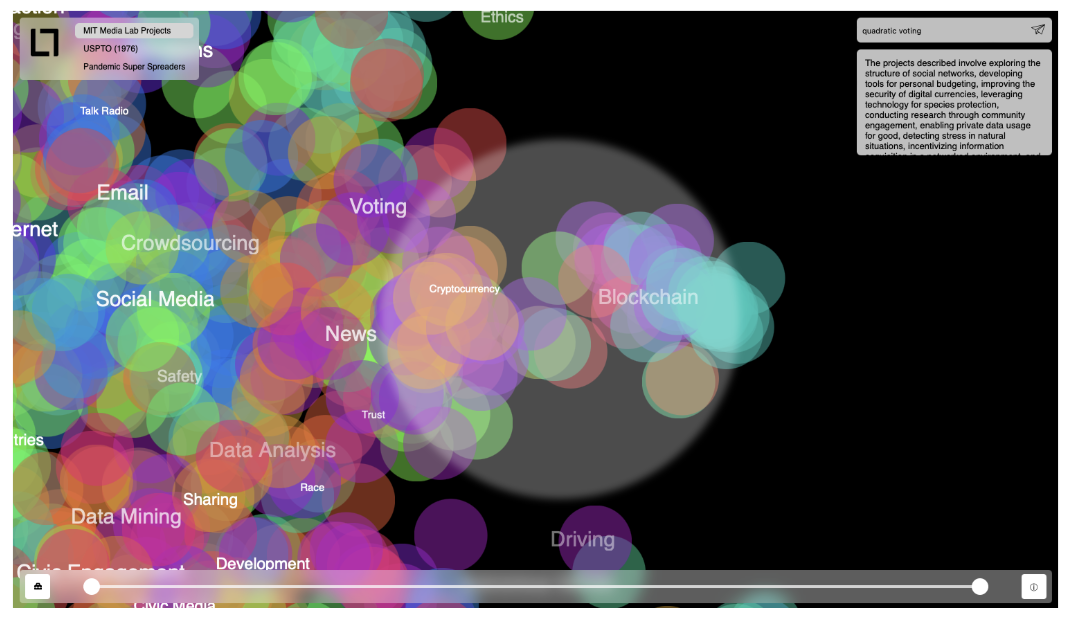 Ethics
MIT Media Lab Projects
USPTO (1976)
Pandemic Super Spreaders
quadratic voting
The projects described involve exploring the
structure of social networks, developing
tools for personal budgeting, improving the
security of digital currencies, leveraging
technology for species protection,
conducting research through community
engagement, enabling private data usage
for good, detecting stress in natural
situations, incentivizing information
Talk Radio
Email
Voting
ernet
Crowdsourcing
Cryptocurrency
Blockchain
Social Media
News
Safety
Trust
tries
Data Analysis
Race
Sharing
Data Mining
Driving
Development
Civic Engagement
Civic Media